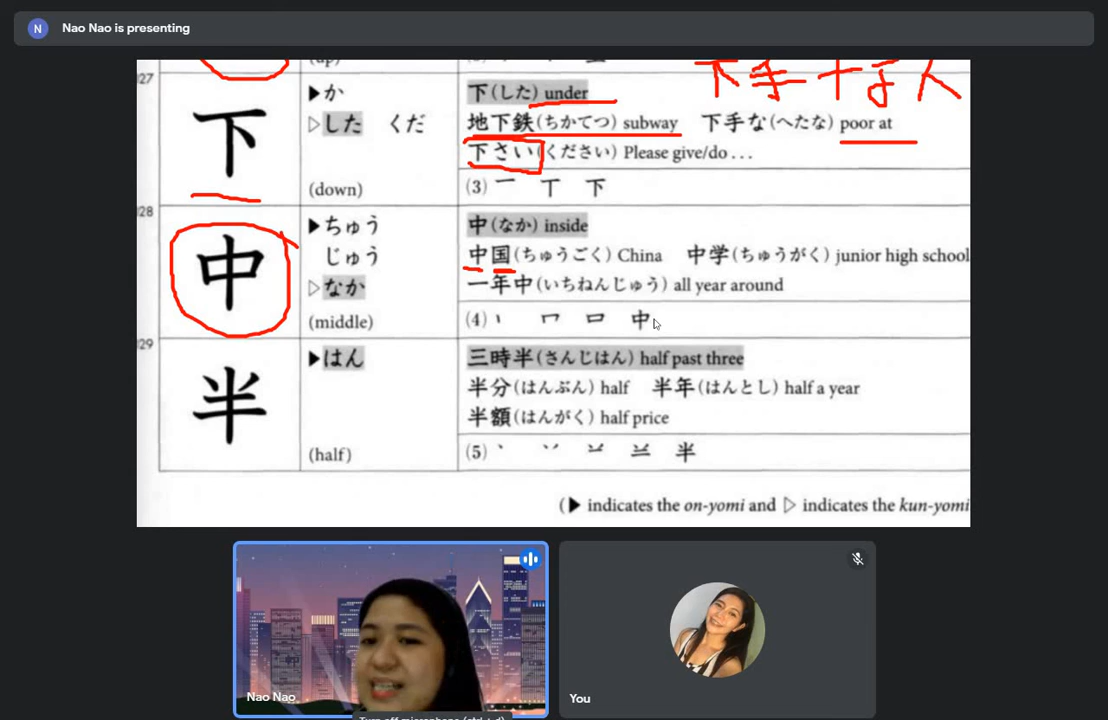 N Nao Nao is presenting
(up)
下手 十 な 人
27
下
(down)
▶か
▷した くだ
下(した) under
地下鉄(ちかてつ) subway 下手な(へたな) poor at
下さい(ください) Please give/do . . .
(3) 一 丅 下
28
中
(middle)
▶ちゅう
じゅう
▷なか
中(なか) inside
中国(ちゅうごく) China 中学(ちゅうがく) junior high school
一年中(いちねんじゅう) all year around
(4) 中
29
半
(half)
▶はん
三時半(さんじはん) half past three
半分(はんぶん) half 半年(はんとし) half a year
半額(はんがく) half price
(5) 半
(▶ indicates the on-yomi and ▷ indicates the kun-yomi
Nao Nao
You